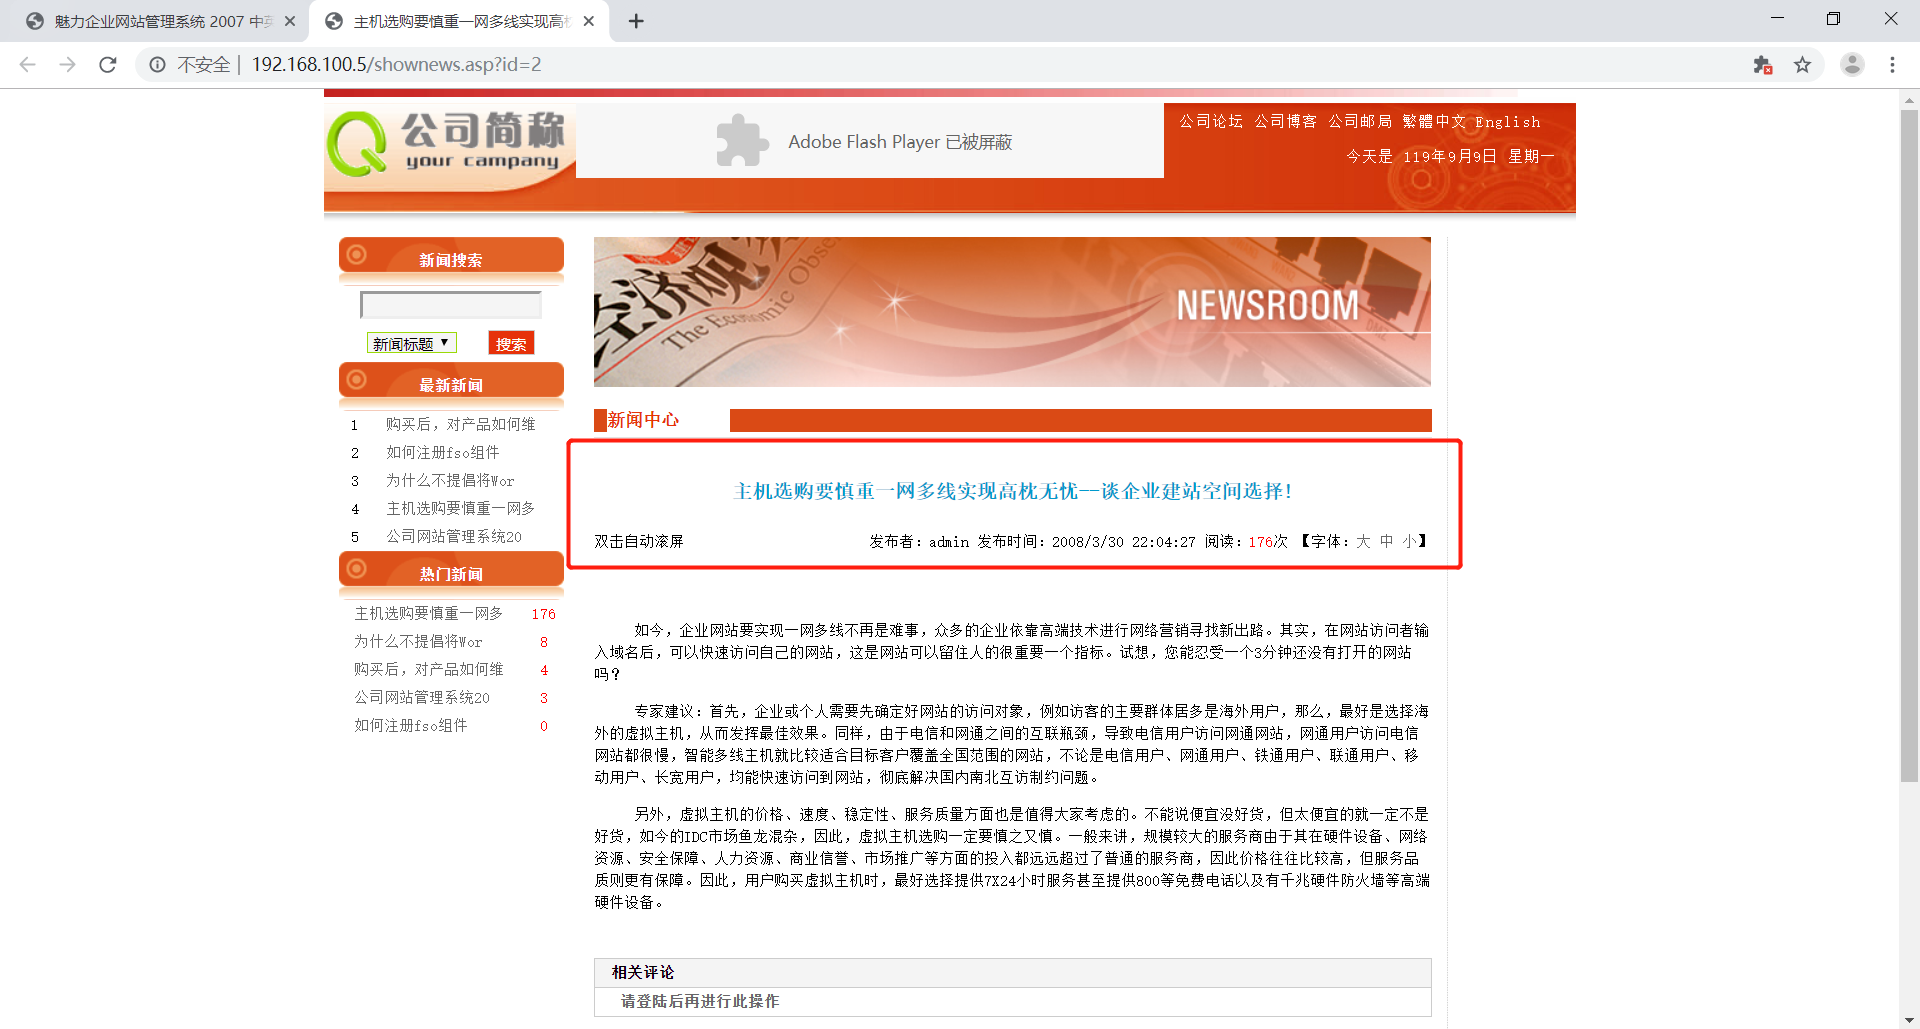 魅力企业网站管理系统 2007 中英
主机选购要慎重一网多线实现高枕
不安全 | 192.168.100.5/shownews.asp?id=2
公司简称
your campany
Adobe Flash Player 已被屏蔽
公司论坛 公司博客 公司邮局 繁體中文 English
今天是 119年9月9日 星期一
新闻搜索
新闻标题
搜索
最新新闻
1 购买后，对产品如何维
2 如何注册fso组件
3 为什么不提倡将Wor
4 主机选购要慎重一网多
5 公司网站管理系统20
热门新闻
主机选购要慎重一网多 176
为什么不提倡将Wor 8
购买后，对产品如何维 4
公司网站管理系统20 3
如何注册fso组件 0
经济观察
The Economic Obse
NEWSROOM
新闻中心
主机选购要慎重一网多线实现高枕无忧--谈企业建站空间选择！
双击自动滚屏 发布者：admin 发布时间：2008/3/30 22:04:27 阅读：176次 【字体：大 中 小】
如今，企业网站要实现一网多线不再是难事，众多的企业依靠高端技术进行网络营销寻找新出路。其实，在网站访问者输
入域名后，可以快速访问自己的网站，这是网站可以留住人的很重要一个指标。试想，您能忍受一个3分钟还没有打开的网站
吗？
专家建议：首先，企业或个人需要先确定好网站的访问对象，例如访客的主要群体居多是海外用户，那么，最好是选择海
外的虚拟主机，从而发挥最佳效果。同样，由于电信和网通之间的互联瓶颈，导致电信用户访问网通网站，网通用户访问电信
网站都很慢，智能多线主机就比较适合目标客户覆盖全国范围的网站，不论是电信用户、网通用户、铁通用户、联通用户、移
动用户、长宽用户，均能快速访问到网站，彻底解决国内南北互访制约问题。
另外，虚拟主机的价格、速度、稳定性、服务质量方面也是值得大家考虑的。不能说便宜没好货，但太便宜的就一定不是
好货，如今的IDC市场鱼龙混杂，因此，虚拟主机选购一定要慎之又慎。一般来讲，规模较大的服务商由于其在硬件设备、网络
资源、安全保障、人力资源、商业信誉、市场推广等方面的投入都远远超过了普通的服务商，因此价格往往比较高，但服务品
质则更有保障。因此，用户购买虚拟主机时，最好选择提供7X24小时服务甚至提供800等免费电话以及有千兆硬件防火墙等高端
硬件设备。
相关评论
请登陆后再进行此操作